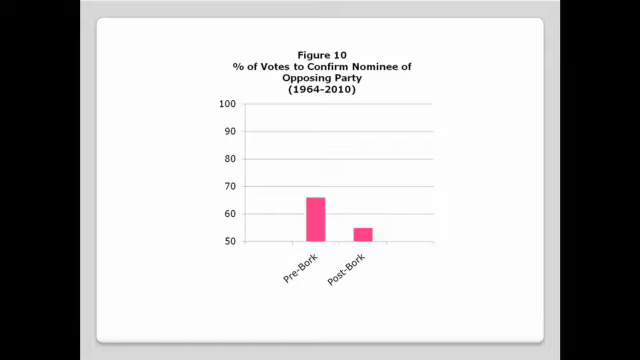 Figure 10
% of Votes to Confirm Nominee of
Opposing Party
(1964-2010)
100
90
80
70
60
50
Pre-Bork
Post-Bork